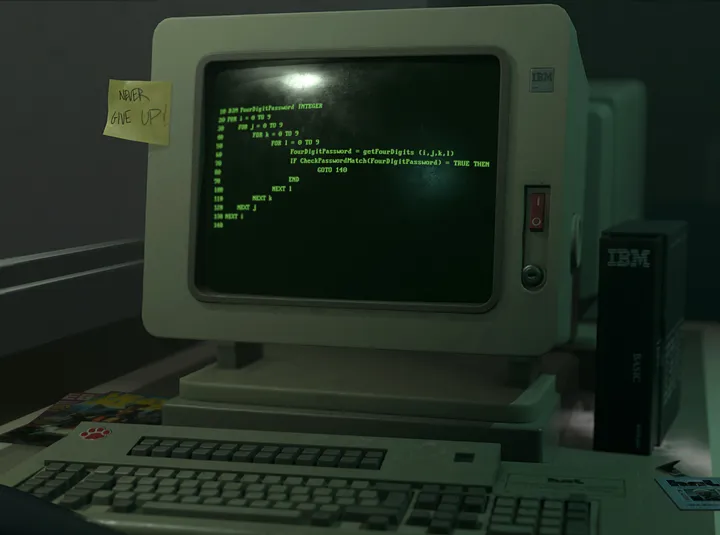 NEVER
GIVE UP!
IBM
10 DIM FourDigitPassword INTEGER
20 FOR i = 0 TO 9
30 FOR j = 0 TO 9
40 FOR k = 0 TO 9
50 FOR l = 0 TO 9
60 FourDigitPassword = getFourDigits (i,j,k,l)
70 IF CheckPasswordMatch(FourDigitPassword) = TRUE THEN
80 GOTO 140
90 END
100 NEXT l
110 NEXT k
120 NEXT j
130 NEXT i
140
IBM
BASIC